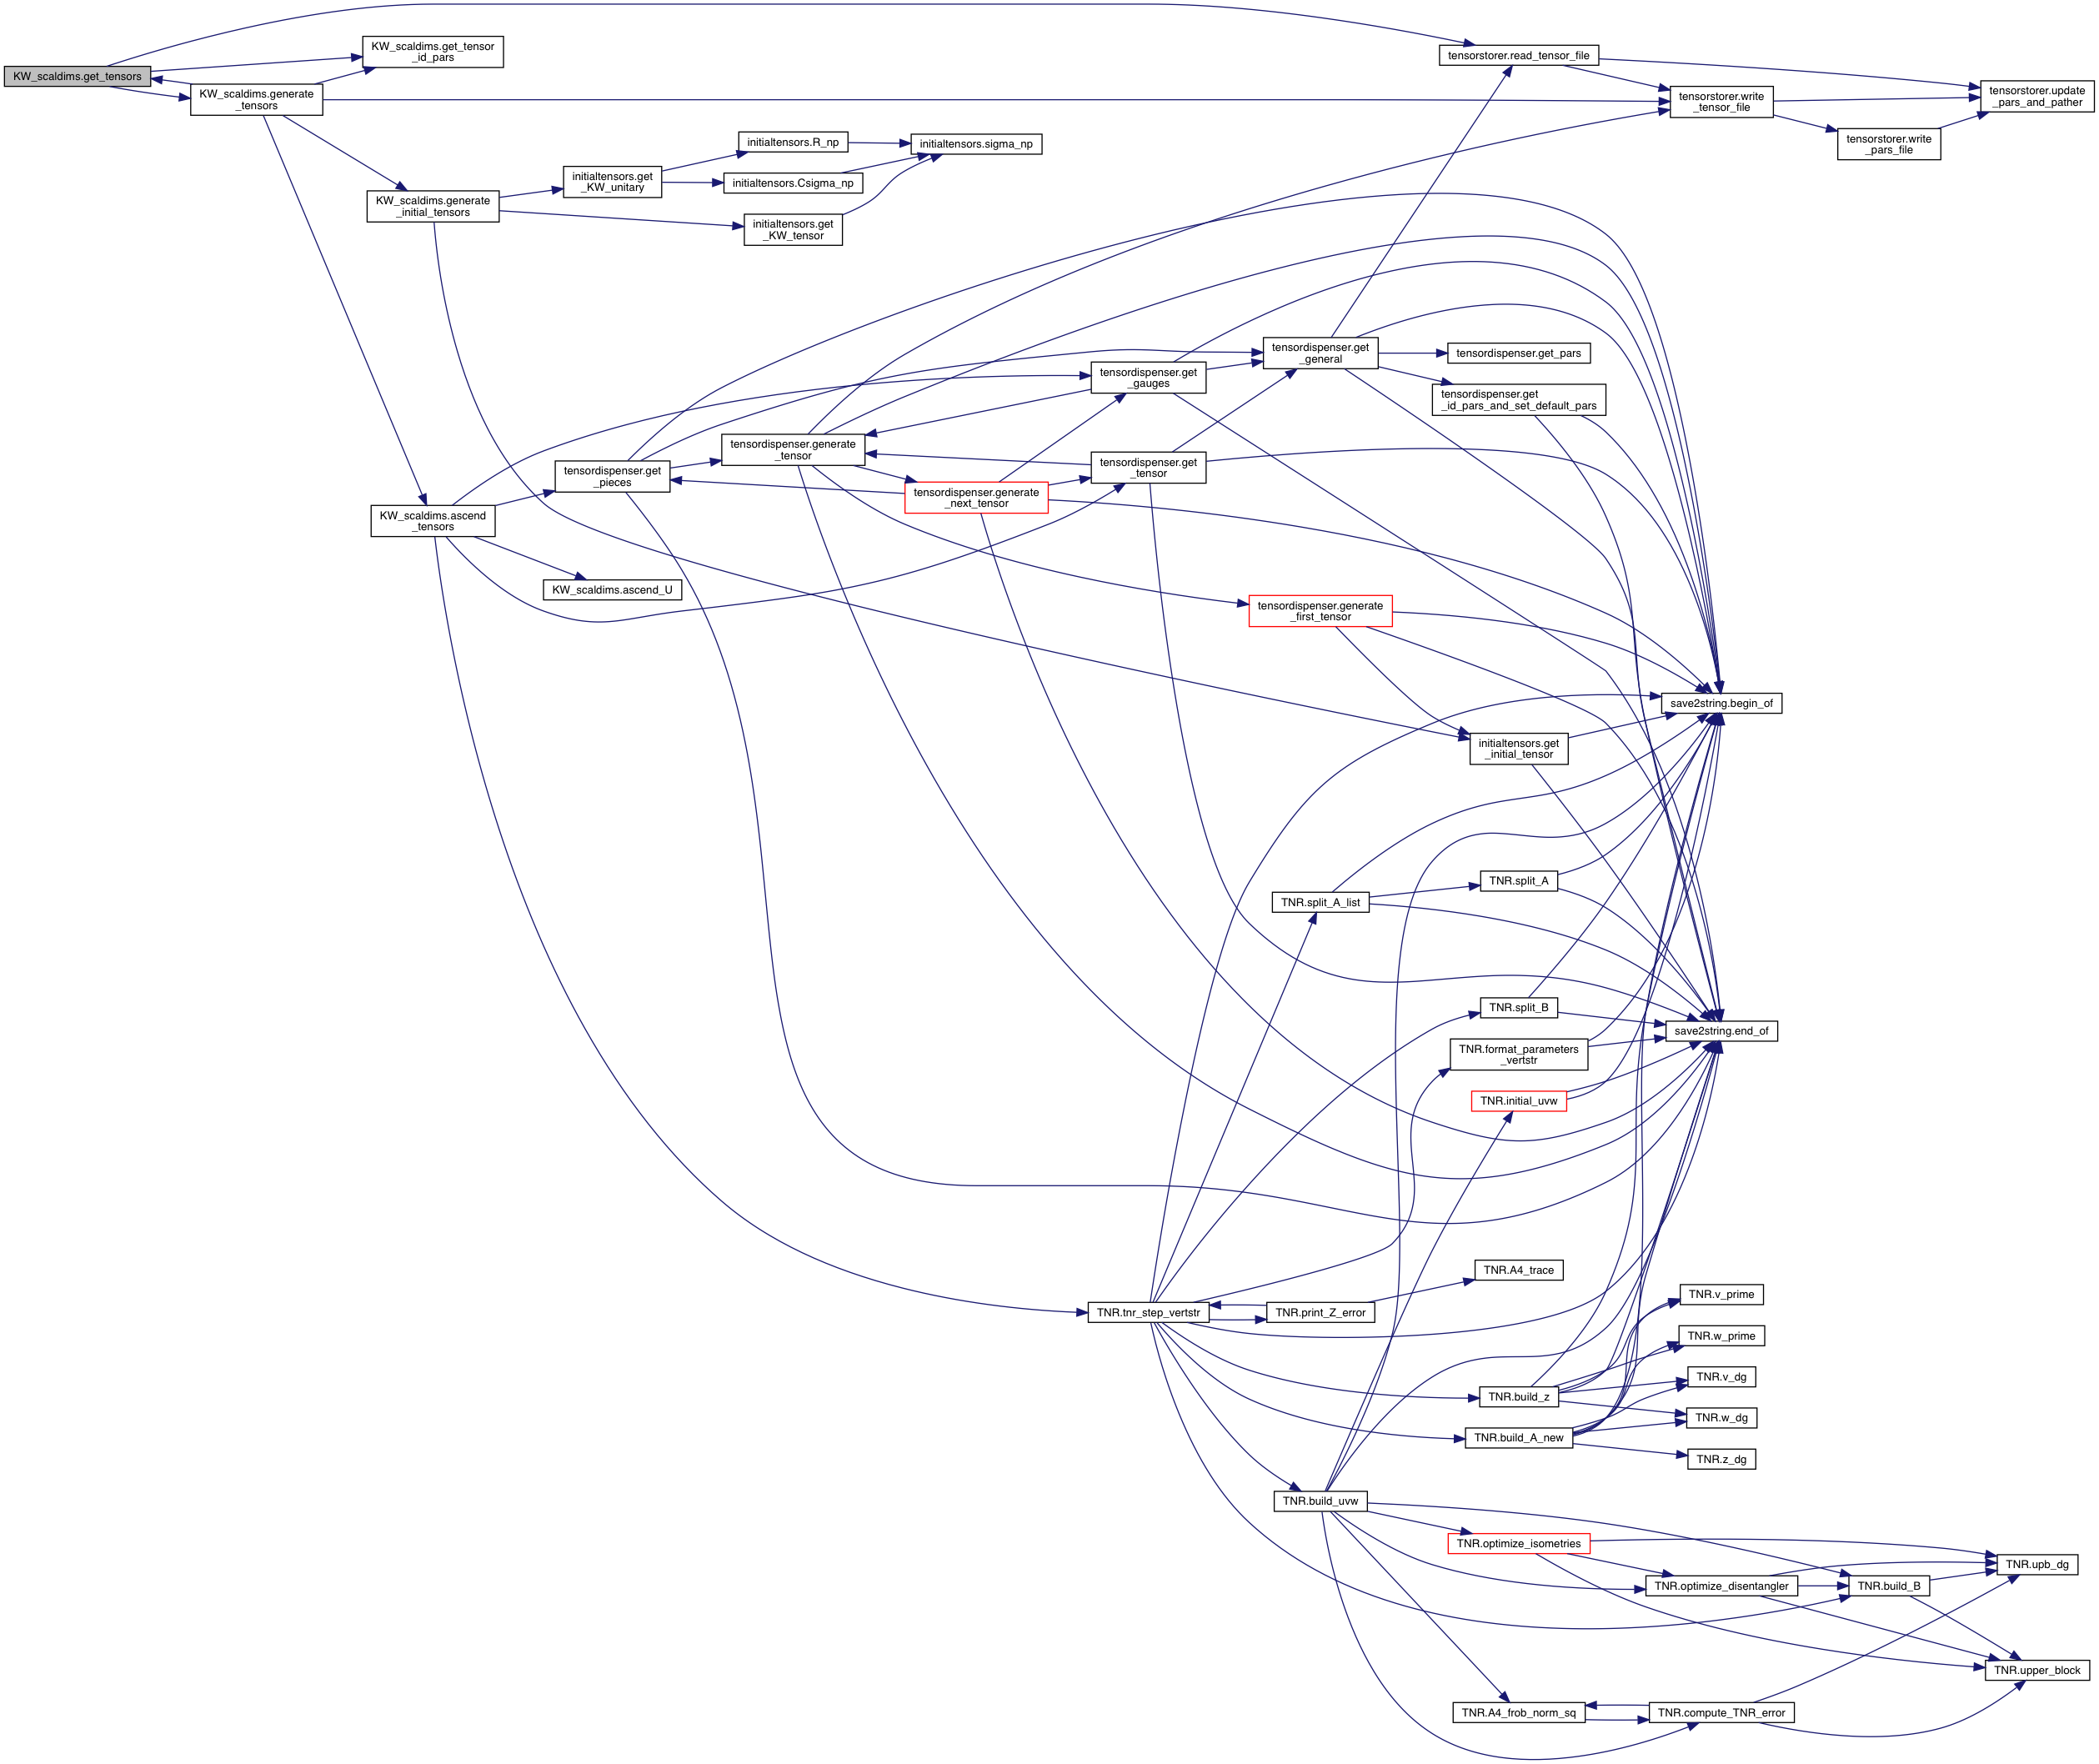 KW_scaldims.get_tensors
KW_scaldims.get_tensor
_id_pars
KW_scaldims.generate
_tensors
tensorstorer.read_tensor_file
tensorstorer.write
_tensor_file
tensorstorer.update
_pars_and_pather
tensorstorer.write
_pars_file
initialtensors.R_np
initialtensors.sigma_np
initialtensors.get
_KW_unitary
initialtensors.Csigma_np
KW_scaldims.generate
_initial_tensors
initialtensors.get
_KW_tensor
tensordispenser.get
_general
tensordispenser.get_pars
tensordispenser.get
_gauges
tensordispenser.get
_id_pars_and_set_default_pars
tensordispenser.generate
_tensor
tensordispenser.get
_pieces
tensordispenser.get
_tensor
tensordispenser.generate
_next_tensor
KW_scaldims.ascend
_tensors
KW_scaldims.ascend_U
tensordispenser.generate
_first_tensor
save2string.begin_of
initialtensors.get
_initial_tensor
TNR.split_A
TNR.split_A_list
TNR.split_B
save2string.end_of
TNR.format_parameters
_vertstr
TNR.initial_uvw
TNR.A4_trace
TNR.tnr_step_vertstr
TNR.print_Z_error
TNR.v_prime
TNR.w_prime
TNR.v_dg
TNR.build_z
TNR.w_dg
TNR.build_A_new
TNR.z_dg
TNR.build_uvw
TNR.optimize_isometries
TNR.upb_dg
TNR.optimize_disentangler
TNR.build_B
TNR.upper_block
TNR.A4_frob_norm_sq
TNR.compute_TNR_error